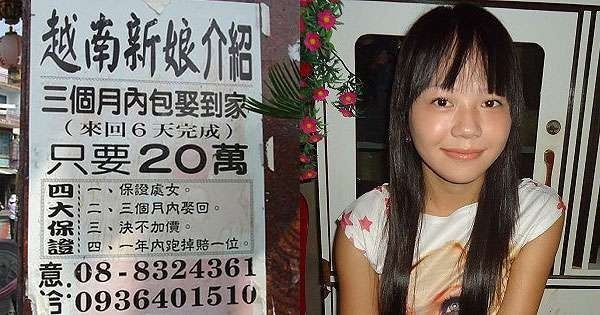 越南新娘介紹
三個月內包娶到家
（來回6天完成）
只要20萬
四大保證
一、保證處女。
二、三個月內娶回。
三、決不加價。
四、一年內跑掉賠一位。
意 08-8324361
洽 0936401510